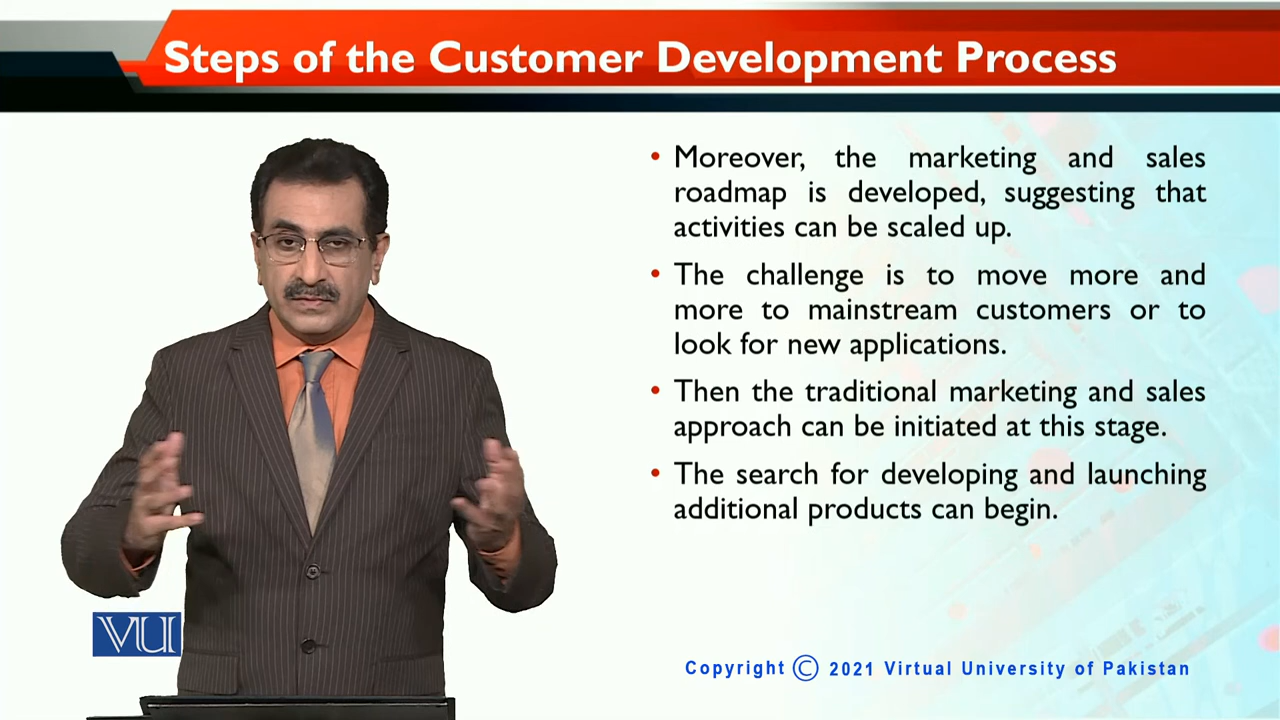 Steps of the Customer Development Process
• Moreover, the marketing and sales
roadmap is developed, suggesting that
activities can be scaled up.
• The challenge is to move more and
more to mainstream customers or to
look for new applications.
• Then the traditional marketing and sales
approach can be initiated at this stage.
• The search for developing and launching
additional products can begin.
VU
Copyright © 2021 Virtual University of Pakistan